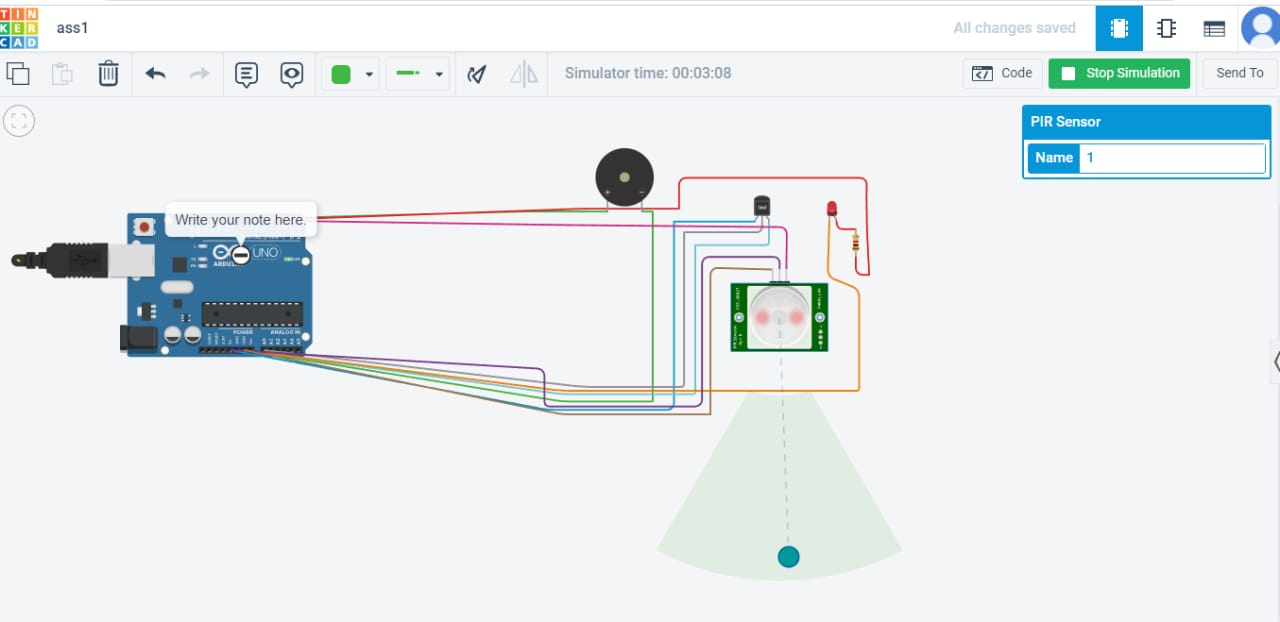 TIN
KER
CAD
ass1
All changes saved
Simulator time: 00:03:08
Code
Stop Simulation
Send To
PIR Sensor
Name
1
Write your note here.
UNO
POWER
ANALOG IN
TMP